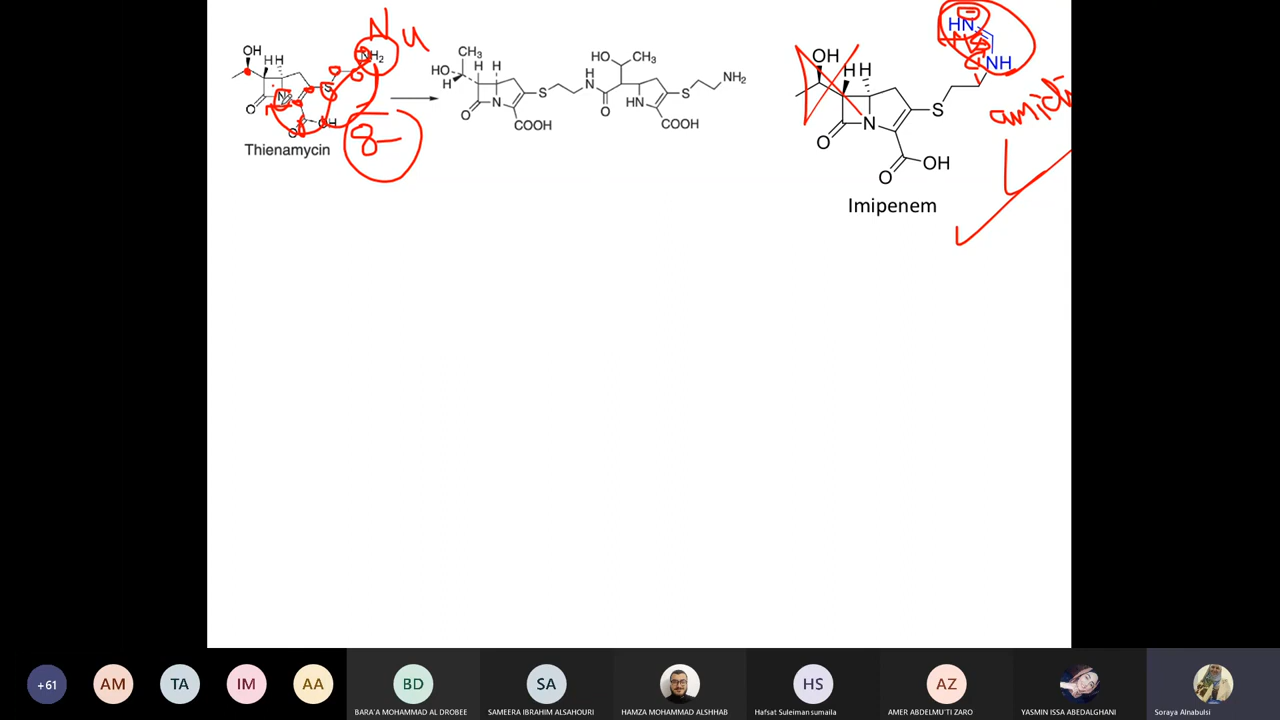 OH
H H
NH2
S
N
O
O
OH
Thienamycin
Nu
8-
CH3
HO
H
H H
S
N
O
COOH
N
H
O
HO
CH3
HN
S
NH2
COOH
OH
H H
N
O
S
O
OH
HN
NH
Imipenem
+61
AM
TA
IM
AA
BD
BARA'A MOHAMMAD AL DROBEE
SA
SAMEERA IBRAHIM ALSAHOURI
HAMZA MOHAMMAD ALSHHAB
HS
Hafsat Suleimansumaila
AZ
AMER ABDELMU'TI ZARO
YASMIN ISSA ABEDALGHANI
Soraya Alnabulsi